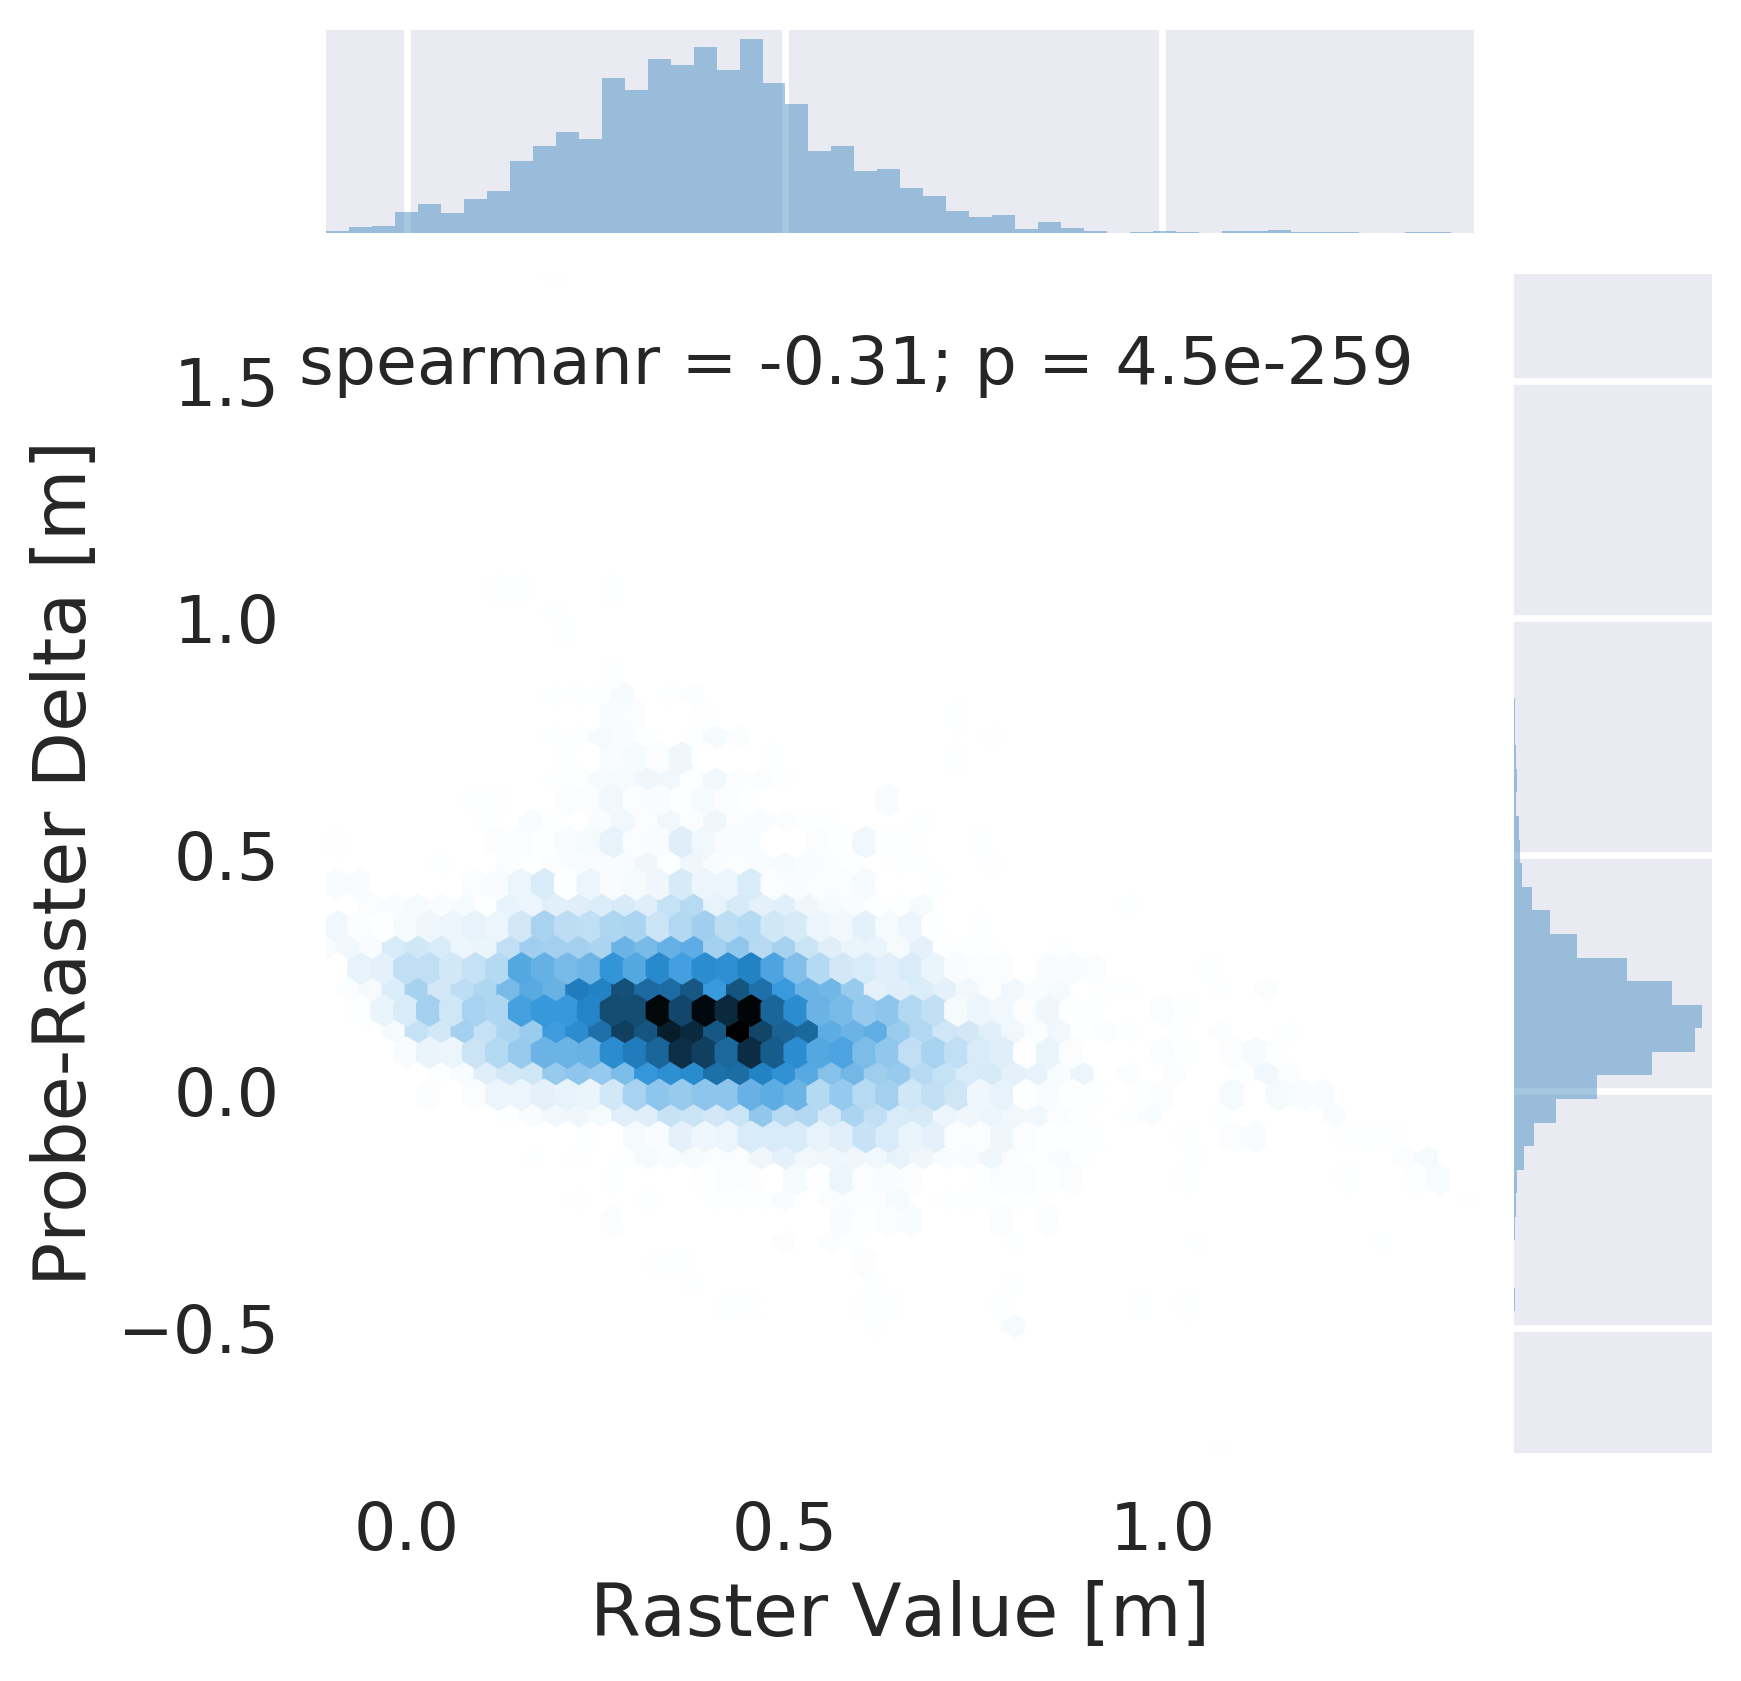 spearmanr = -0.31; p = 4.5e-259
1.5
1.0
0.5
0.0
−0.5
Probe-Raster Delta [m]
0.0 0.5 1.0
Raster Value [m]